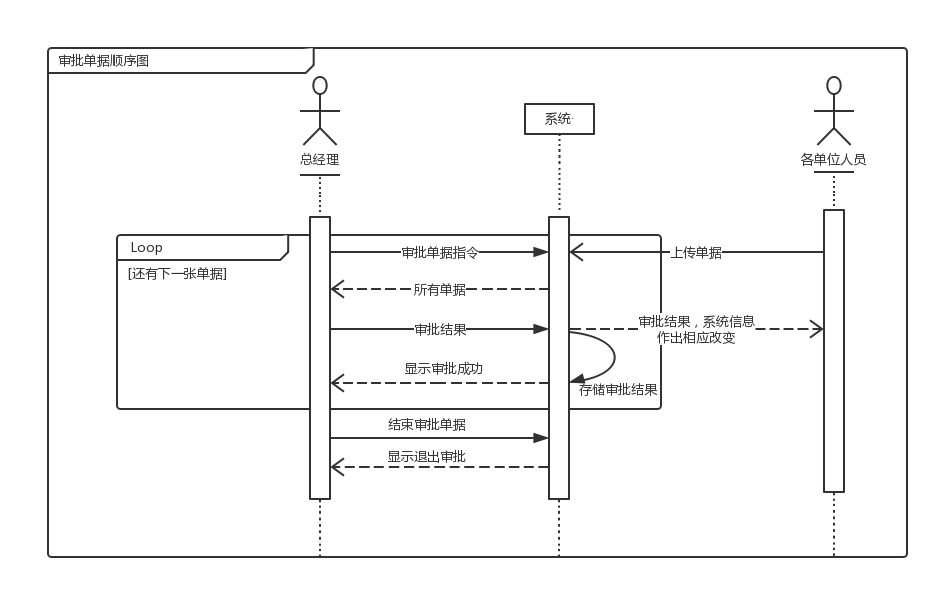 审批单据顺序图
总经理
系统
各单位人员
Loop
[还有下一张单据]
审批单据指令
上传单据
所有单据
审批结果
审批结果，系统信息
作出相应改变
显示审批成功
存储审批结果
结束审批单据
显示退出审批